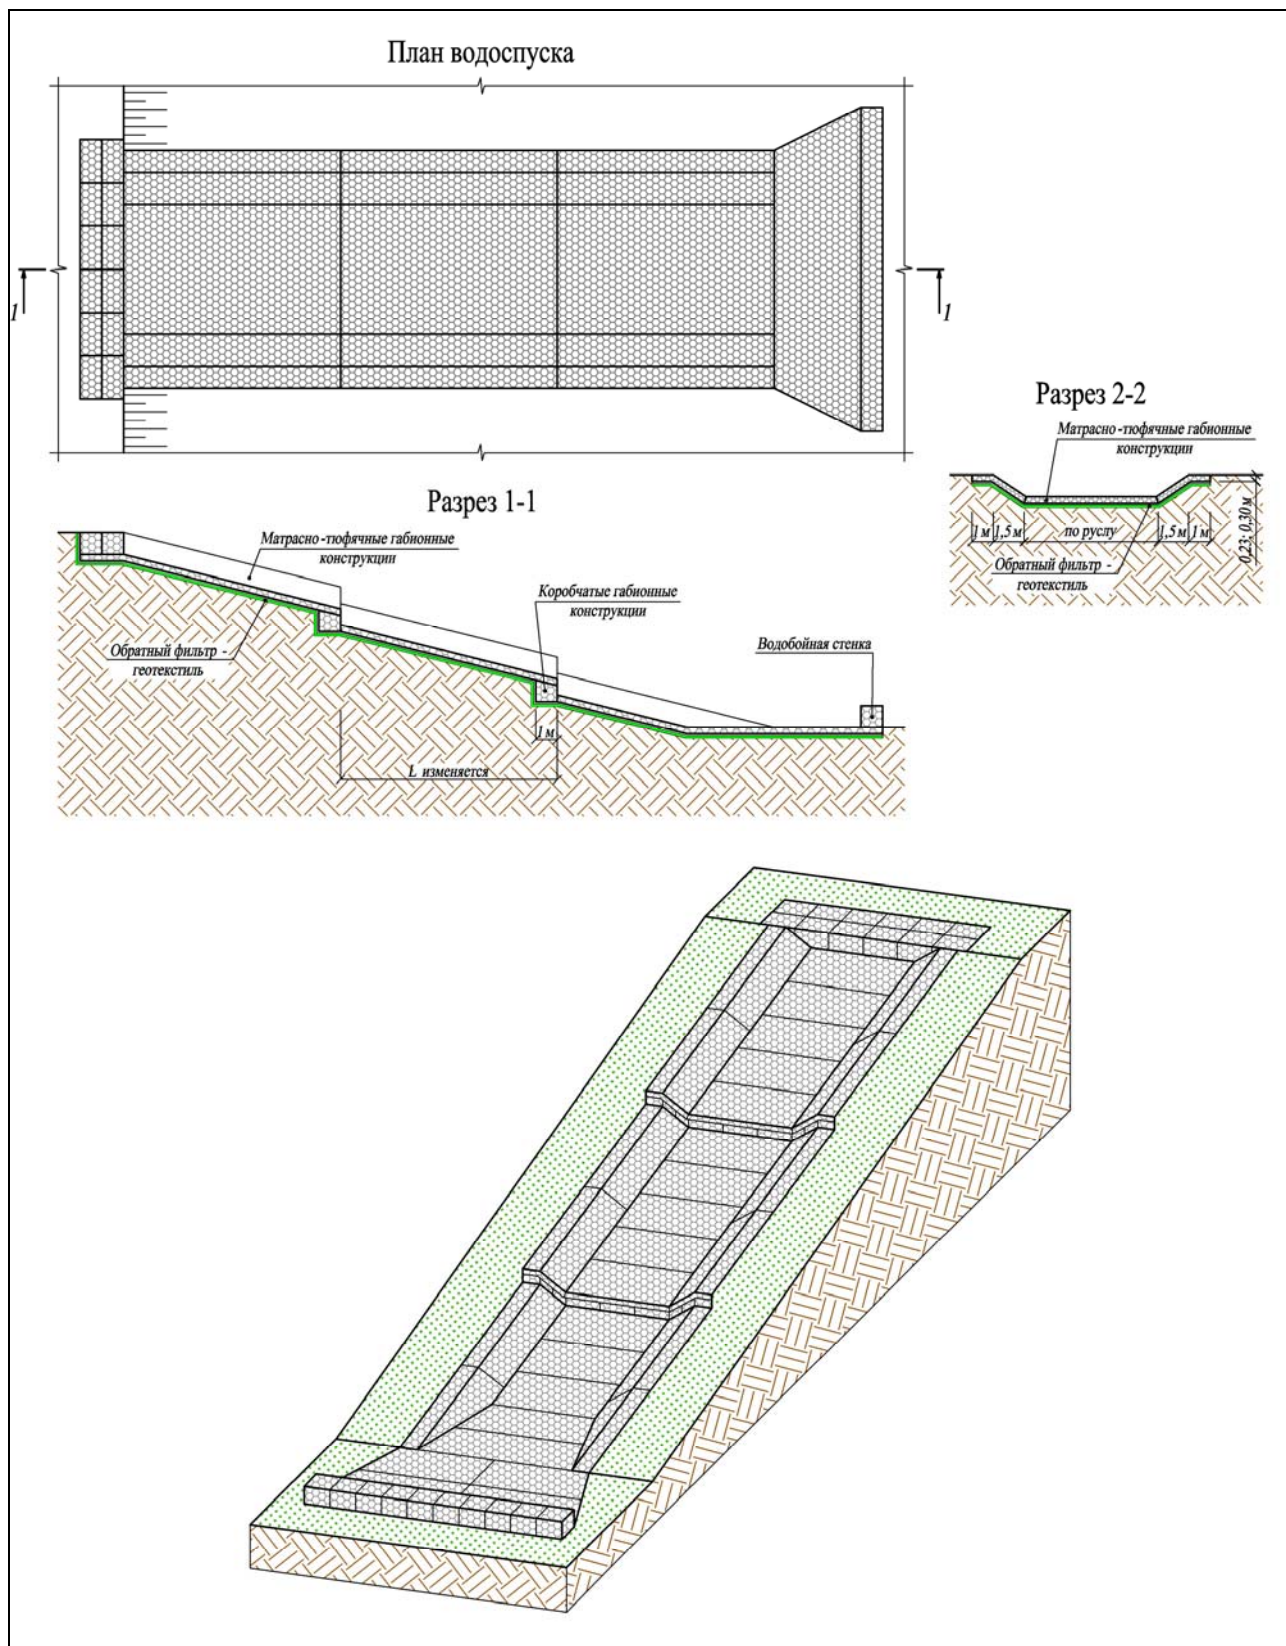 План водоспуска
1
1
Разрез 2-2
Матрасно-тюфячные габионные
конструкции
1 м
1,5 м
по руслу
1,5 м
1 м
0,23; 0,30 м
Обратный фильтр -
геотекстиль
Разрез 1-1
Матрасно-тюфячные габионные
конструкции
Коробчатые габионные
конструкции
Обратный фильтр -
геотекстиль
Водобойная стенка
1 м
L изменяется